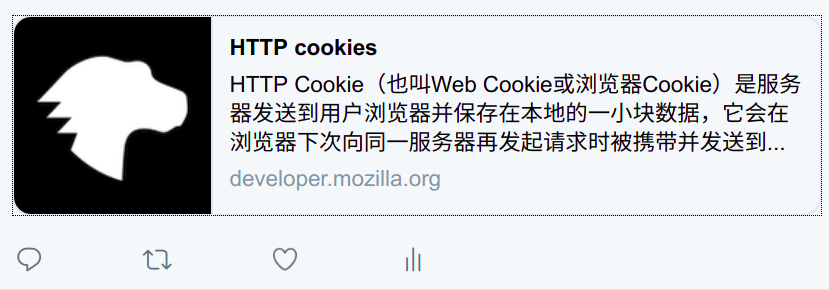 HTTP cookies
HTTP Cookie（也叫Web Cookie或浏览器Cookie）是服务
器发送到用户浏览器并保存在本地的一小块数据，它会在
浏览器下次向同一服务器再发起请求时被携带并发送到...
developer.mozilla.org